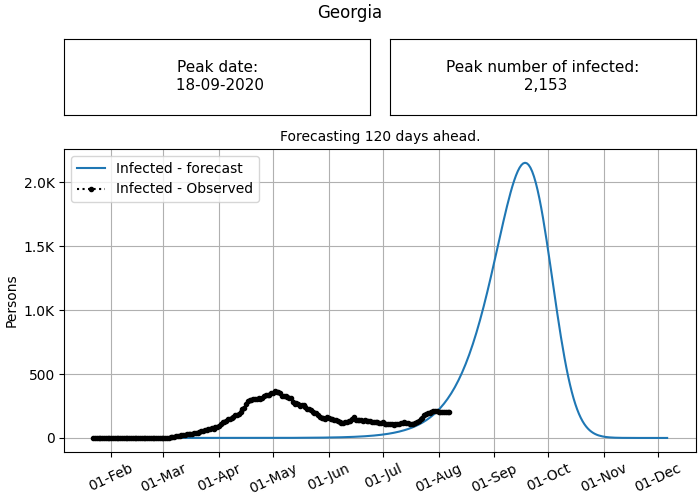 Georgia
Peak date:
18-09-2020
Peak number of infected:
2,153
Forecasting 120 days ahead.
Infected - forecast
Infected - Observed
Persons
2.0K
1.5K
1.0K
500
0
01-Feb
01-Mar
01-Apr
01-May
01-Jun
01-Jul
01-Aug
01-Sep
01-Oct
01-Nov
01-Dec